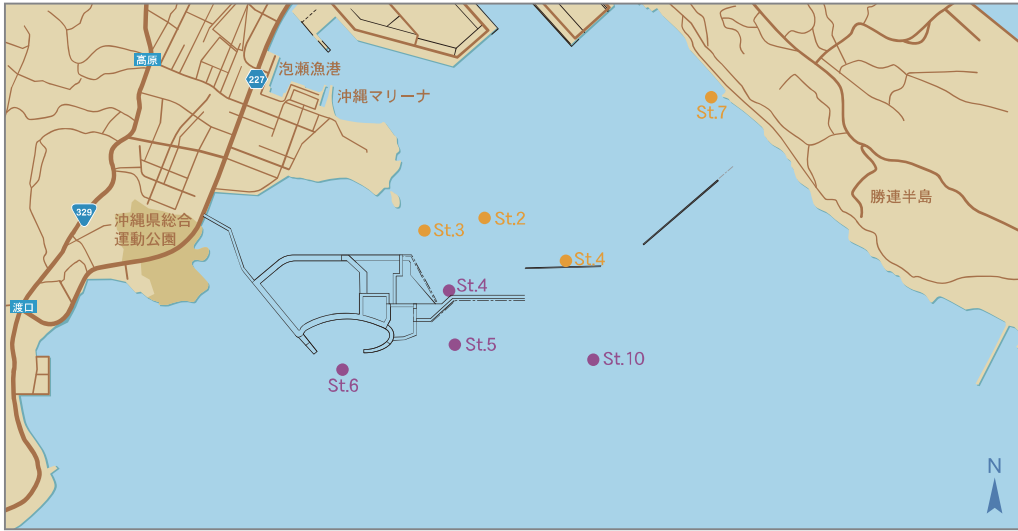 高原
227
泡瀬漁港
沖縄マリーナ
St.7
勝連半島
329
沖縄県総合
運動公園
St.2
St.3
St.4
St.4
渡口
St.5
St.10
St.6
N